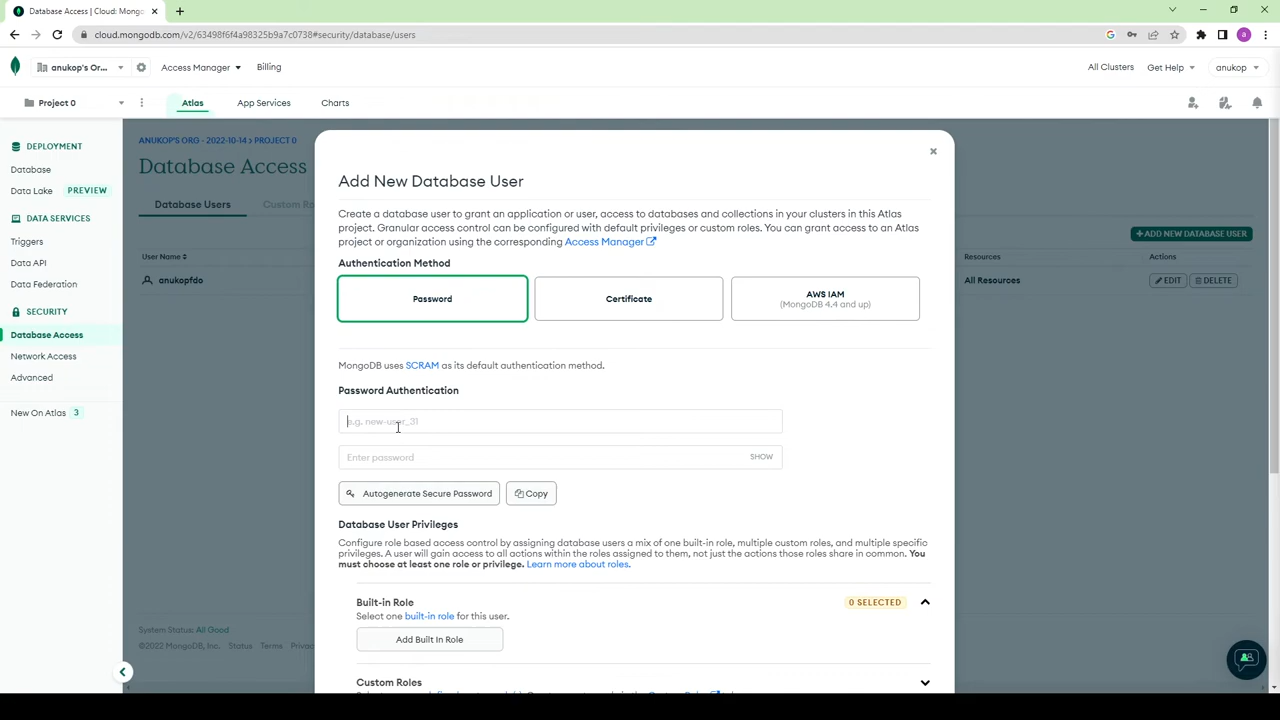 Database Access | Cloud: Mong
cloud.mongodb.com/v2/63498f6f4a98325b9a7c0738#security/database/users
a
anukop's Or...
Access Manager
Billing
All Clusters
Get Help
anukop
Project 0
Atlas
App Services
Charts
DEPLOYMENT
Database
Data Lake
PREVIEW
DATA SERVICES
Triggers
Data API
Data Federation
SECURITY
Database Access
Network Access
Advanced
New On Atlas
3
ANUKOP'S ORG - 2022-10-14 > PROJECT 0
Database Access
Database Users
Custom Ro
+ ADD NEW DATABASE USER
User Name
Resources
anukopfdo
All Resources
EDIT
DELETE
System Status: All Good
©2022 MongoDB, Inc.
Status
Terms
Privac
Add New Database User
Create a database user to grant an application or user, access to databases and collections in your clusters in this Atlas
project. Granular access control can be configured with default privileges or custom roles. You can grant access to an Atlas
project or organization using the corresponding Access Manager
Authentication Method
Password
Certificate
AWS IAM
(MongoDB 4.4 and up)
MongoDB uses SCRAM as its default authentication method.
Password Authentication
e.g. new-user_31
Enter password
SHOW
Autogenerate Secure Password
Copy
Database User Privileges
Configure role based access control by assigning database users a mix of one built-in role, multiple custom roles, and multiple specific
privileges. A user will gain access to all actions within the roles assigned to them, not just the actions those roles share in common. You
must choose at least one role or privilege. Learn more about roles.
Built-in Role
0 SELECTED
Select one built-in role for this user.
Add Built In Role
Custom Roles